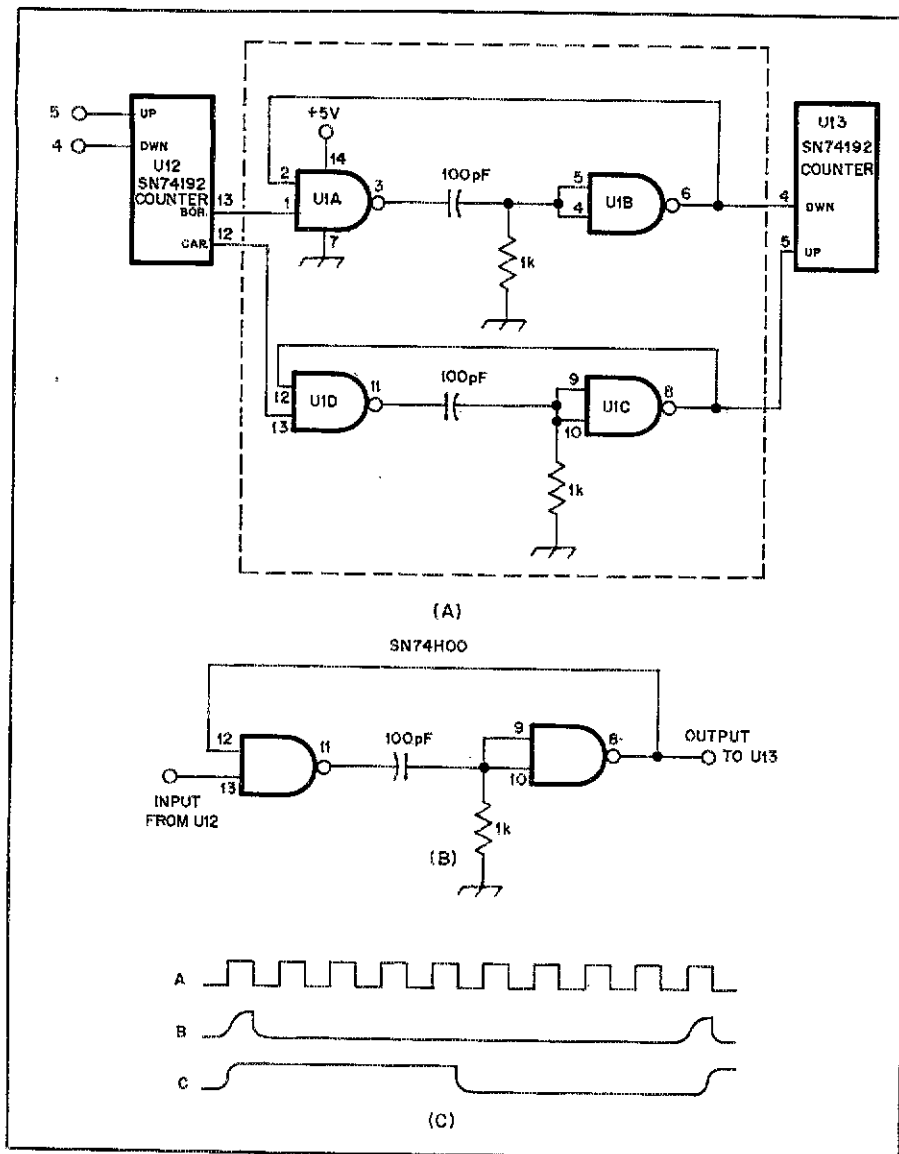 +5V
U13
SN74192
COUNTER
5
UP
4
DWN
U12
SN74192
COUNTER
BOR.
CAR.
13
12
14
2
1
U1A
3
7
100pF
1k
5
4
U1B
6
4
DWN
5
UP
12
13
U1D
11
100pF
1k
9
10
U1C
8
(A)
SN74H00
12
13
11
100pF
9
10
8
OUTPUT
TO U13
INPUT
FROM U12
1k
(B)
A
B
C
(C)